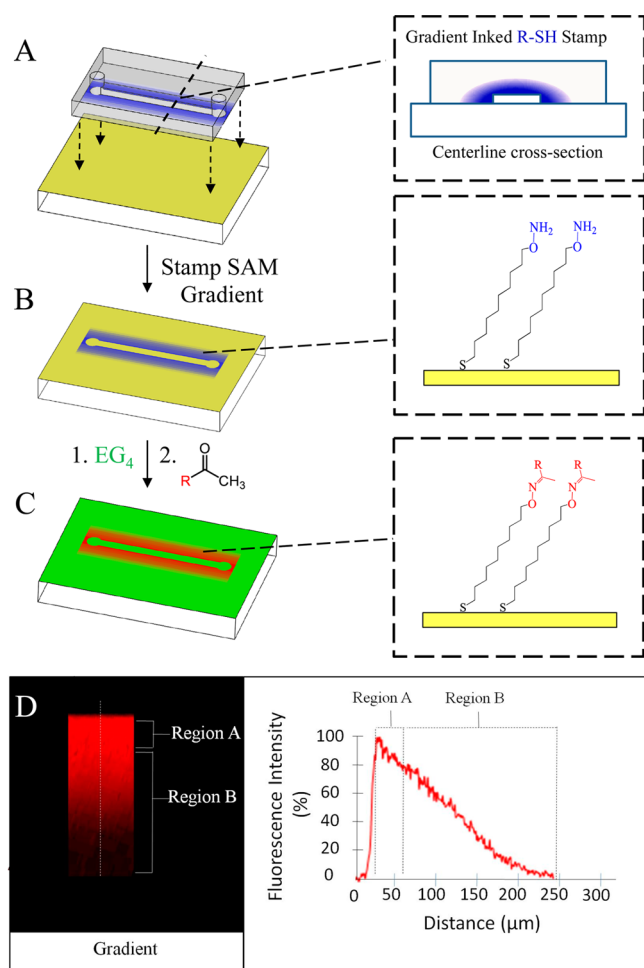 A
Gradient Inked R-SH Stamp
Centerline cross-section
Stamp SAM
Gradient
B
NH₂ NH₂
O O
S S
1. EG₄ 2.
O
R CH₃
C
R R
N N
O O
S S
D
Region A
Region B
Gradient
Region A Region B
Fluorescence Intensity
(%)
100
80
60
40
20
0
0 50 100 150 200 250 300
Distance (µm)